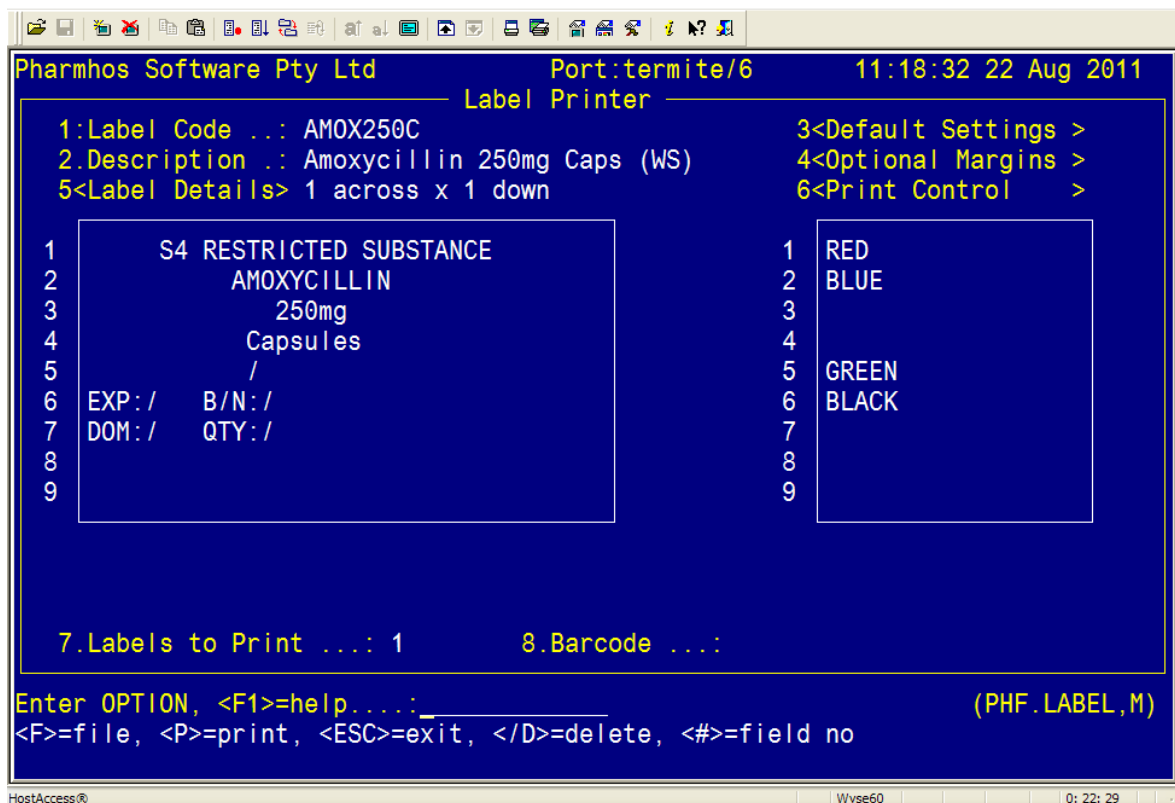 Pharmhos Software Pty Ltd Port:termite/6 11:18:32 22 Aug 2011
Label Printer
1:Label Code ..: AMOX250C 3<Default Settings >
2.Description .: Amoxycillin 250mg Caps (WS) 4<Optional Margins >
5<Label Details> 1 across x 1 down 6<Print Control >
1 S4 RESTRICTED SUBSTANCE 1 RED
2 AMOXYCILLIN 2 BLUE
3 250mg 3
4 Capsules 4
5 / 5 GREEN
6 EXP:/ B/N:/ 6 BLACK
7 DOM:/ QTY:/ 7
8 8
9 9
7.Labels to Print ...: 1 8.Barcode ...:
Enter OPTION, <F1>=help....: (PHF.LABEL,M)
<F>=file, <P>=print, <ESC>=exit, </D>=delete, <#>=field no
HostAccess® Wyse60 0: 22: 29